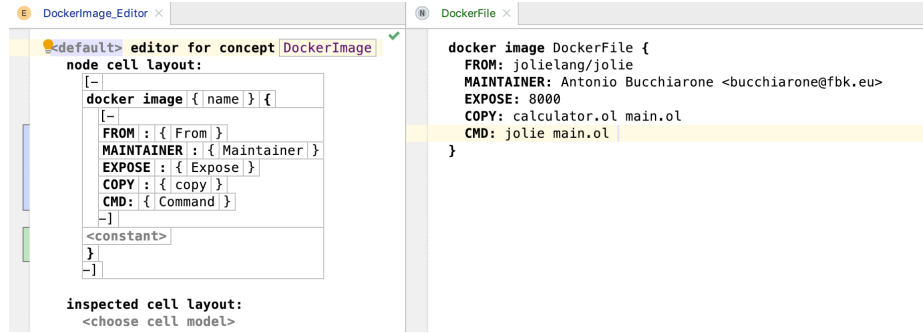 E DockerImage_Editor ×
<default> editor for concept DockerImage
node cell layout:
[-
docker image { name } {
[-
FROM : { From }
MAINTAINER : { Maintainer }
EXPOSE : { Expose }
COPY : { copy }
CMD: { Command }
-]
<constant>
}
-]
inspected cell layout:
<choose cell model>
N DockerFile ×
docker image DockerFile {
FROM: jolielang/jolie
MAINTAINER: Antonio Bucchiarone <bucchiarone@fbk.eu>
EXPOSE: 8000
COPY: calculator.ol main.ol
CMD: jolie main.ol
}